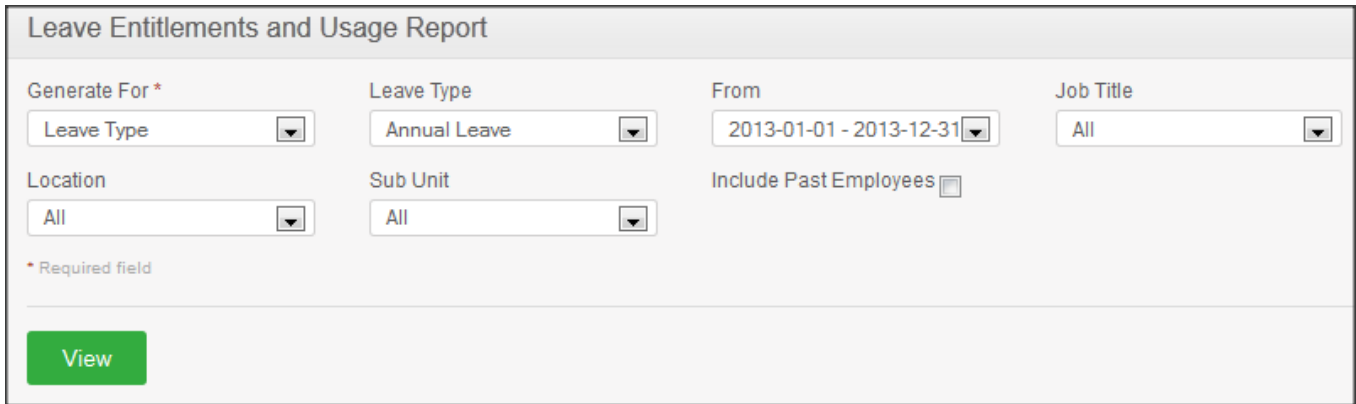 Leave Entitlements and Usage Report
Generate For * Leave Type From Job Title
Leave Type Annual Leave 2013-01-01 - 2013-12-31 All
Location Sub Unit Include Past Employees
All All
* Required field
View